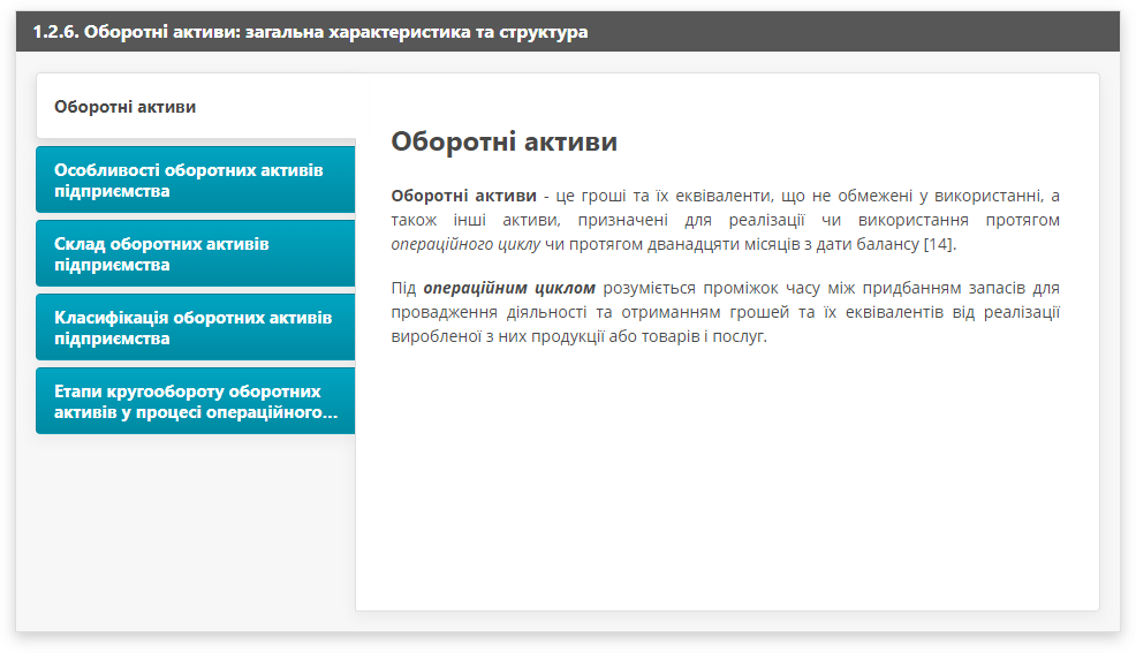 1.2.6. Оборотні активи: загальна характеристика та структура
Оборотні активи
Особливості оборотних активів
підприємства
Склад оборотних активів
підприємства
Класифікація оборотних активів
підприємства
Етапи кругообороту оборотних
активів у процесі операційного...
Оборотні активи
Оборотні активи - це гроші та їх еквіваленти, що не обмежені у використанні, а
також інші активи, призначені для реалізації чи використання протягом
операційного циклу чи протягом дванадцяти місяців з дати балансу [14].
Під операційним циклом розуміється проміжок часу між придбанням запасів для
провадження діяльності та отриманням грошей та їх еквівалентів від реалізації
виробленої з них продукції або товарів і послуг.